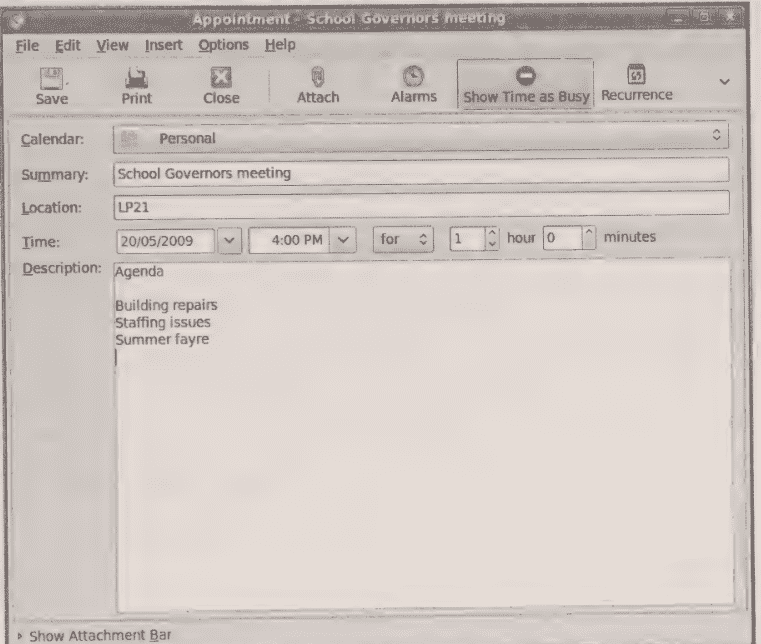 Appointment - School Governors meeting
File Edit View Insert Options Help
Save Print Close Attach Alarms Show Time as Busy Recurrence
Calendar: Personal
Summary: School Governors meeting
Location: LP21
Time: 20/05/2009 4:00 PM for 1 hour 0 minutes
Description: Agenda
Building repairs
Staffing issues
Summer fayre
Show Attachment Bar